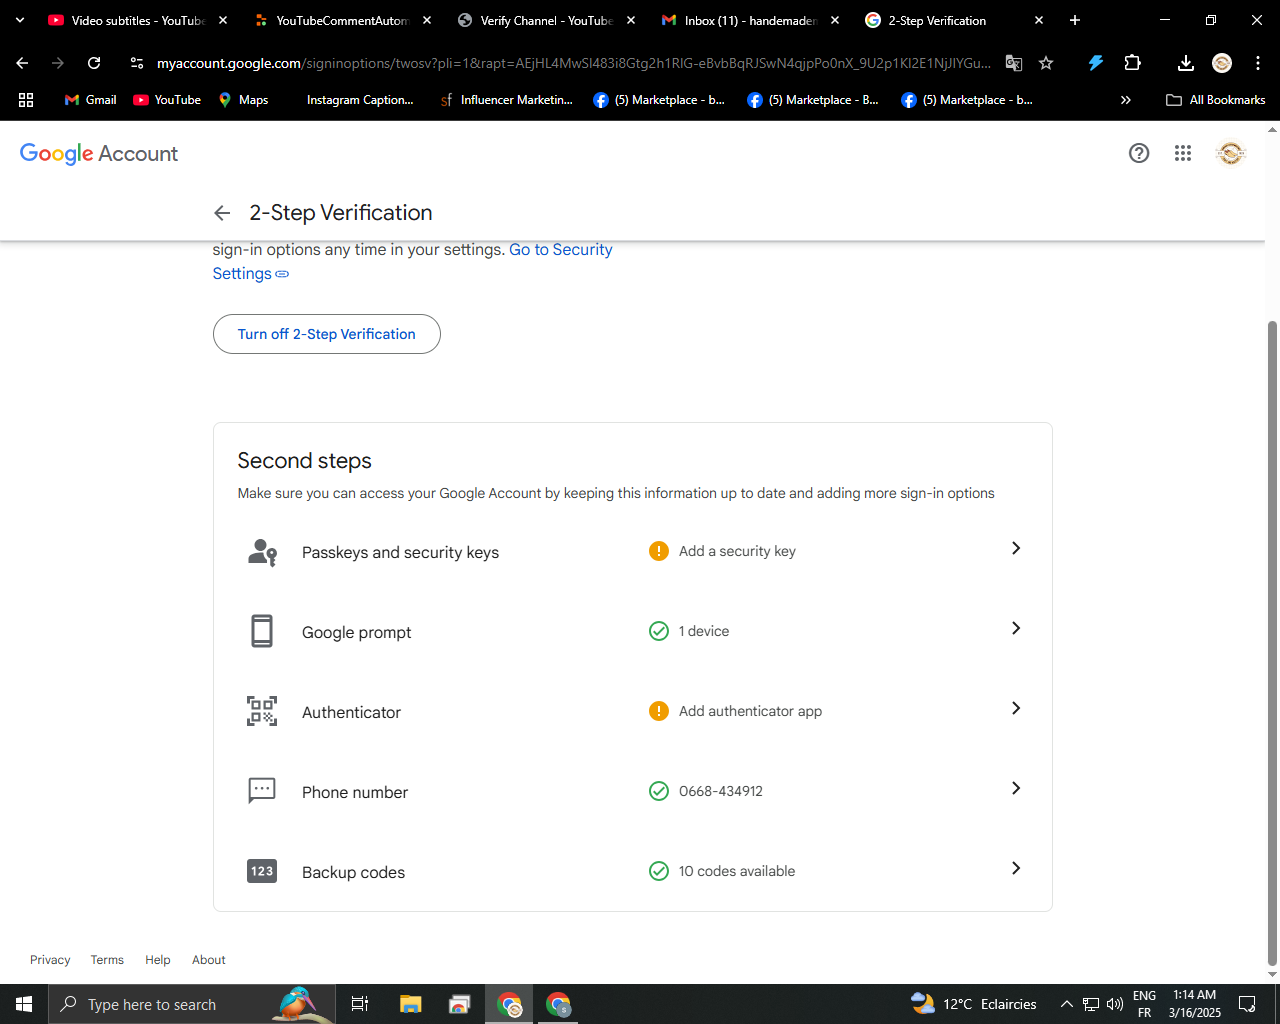 Video subtitles - YouTube
YouTubeCommentAutom
Verify Channel - YouTube
Inbox (11) - handemademo
2-Step Verification
myaccount.google.com/signinoptions/twosv?pli=1&rapt=
Gmail
YouTube
Maps
Instagram Caption...
sf Influencer Marketin...
(5) Marketplace - b...
(5) Marketplace - B...
(5) Marketplace - b...
All Bookmarks
Google Account
2-Step Verification
sign-in options any time in your settings. Go to Security
Settings
Turn off 2-Step Verification
Second steps
Make sure you can access your Google Account by keeping this information up to date and adding more sign-in options
Passkeys and security keys
Add a security key
Google prompt
1 device
Authenticator
Add authenticator app
Phone number
0668-434912
123
Backup codes
10 codes available
Privacy Terms Help About
Type here to search
12°C Eclaircies
ENG
FR
1:14 AM
3/16/2025